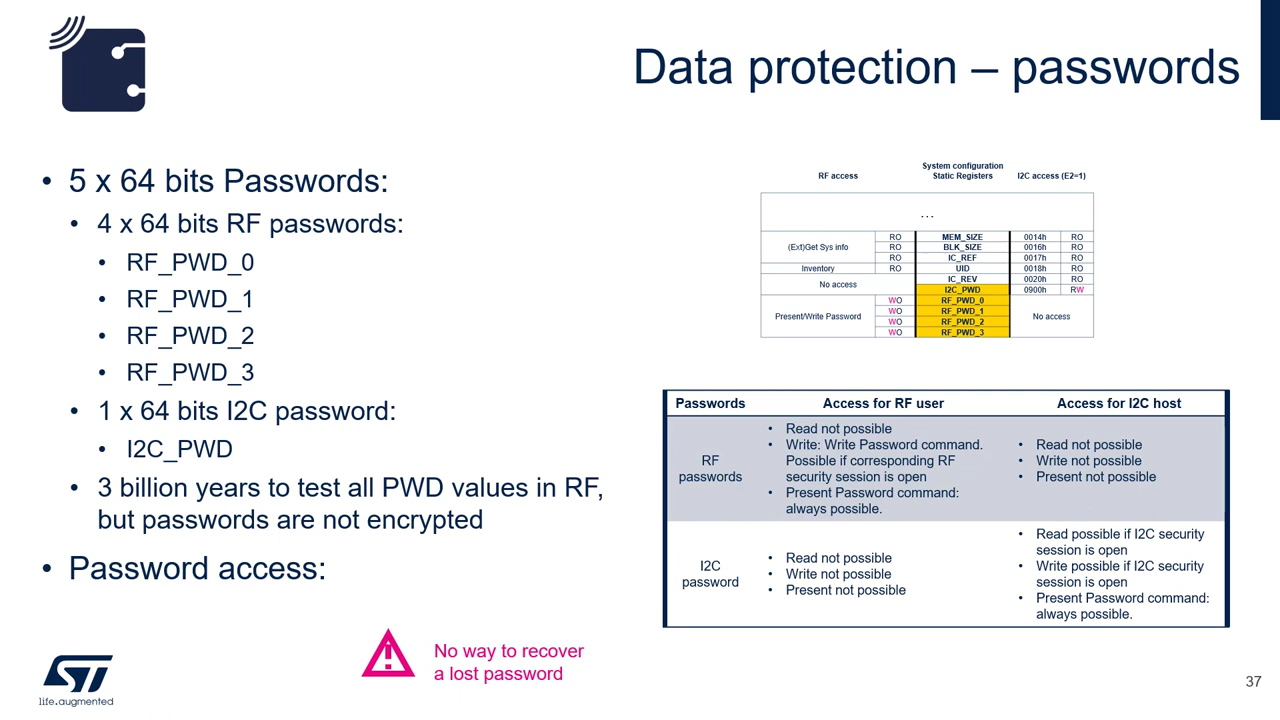 Data protection – passwords
• 5 x 64 bits Passwords:
• 4 x 64 bits RF passwords:
• RF_PWD_0
• RF_PWD_1
• RF_PWD_2
• RF_PWD_3
• 1 x 64 bits I2C password:
• I2C_PWD
• 3 billion years to test all PWD values in RF,
but passwords are not encrypted
• Password access:
No way to recover
a lost password
RF access
System configuration
Static Registers
I2C access (E2=1)
...
(Ext)Get Sys info
RO MEM_SIZE 0014h RO
RO BLK_SIZE 0016h RO
RO IC_REF 0017h RO
Inventory RO UID 0018h RO
No access
IC_REV 0020h RO
I2C_PWD 0900h RW
Present/Write Password
WO RF_PWD_0
WO RF_PWD_1
WO RF_PWD_2
WO RF_PWD_3
No access
Passwords Access for RF user Access for I2C host
RF
passwords
• Read not possible
• Write: Write Password command.
Possible if corresponding RF
security session is open
• Present Password command:
always possible.
• Read not possible
• Write not possible
• Present not possible
I2C
password
• Read not possible
• Write not possible
• Present not possible
• Read possible if I2C security
session is open
• Write possible if I2C security
session is open
• Present Password command:
always possible.
ST
life.augmented
37